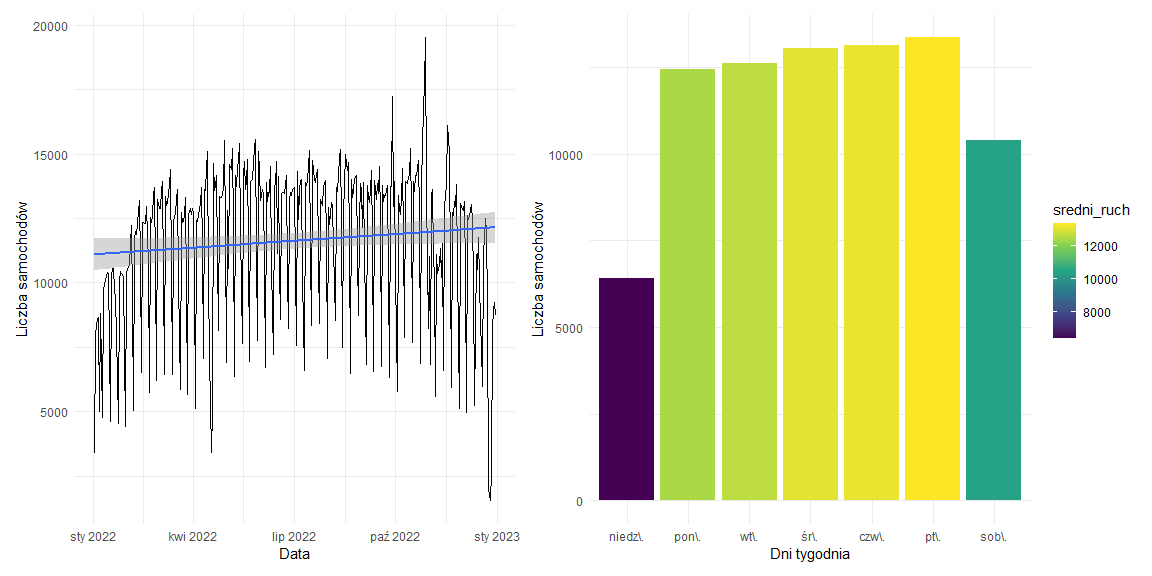 20000
15000
10000
5000
Liczba samochodów
sty 2022
kwi 2022
lip 2022
paź 2022
sty 2023
Data
10000
5000
0
Liczba samochodów
niedz\.
pon\.
wt\.
śr\.
czw\.
pt\.
sob\.
Dni tygodnia
sredni_ruch
12000
10000
8000